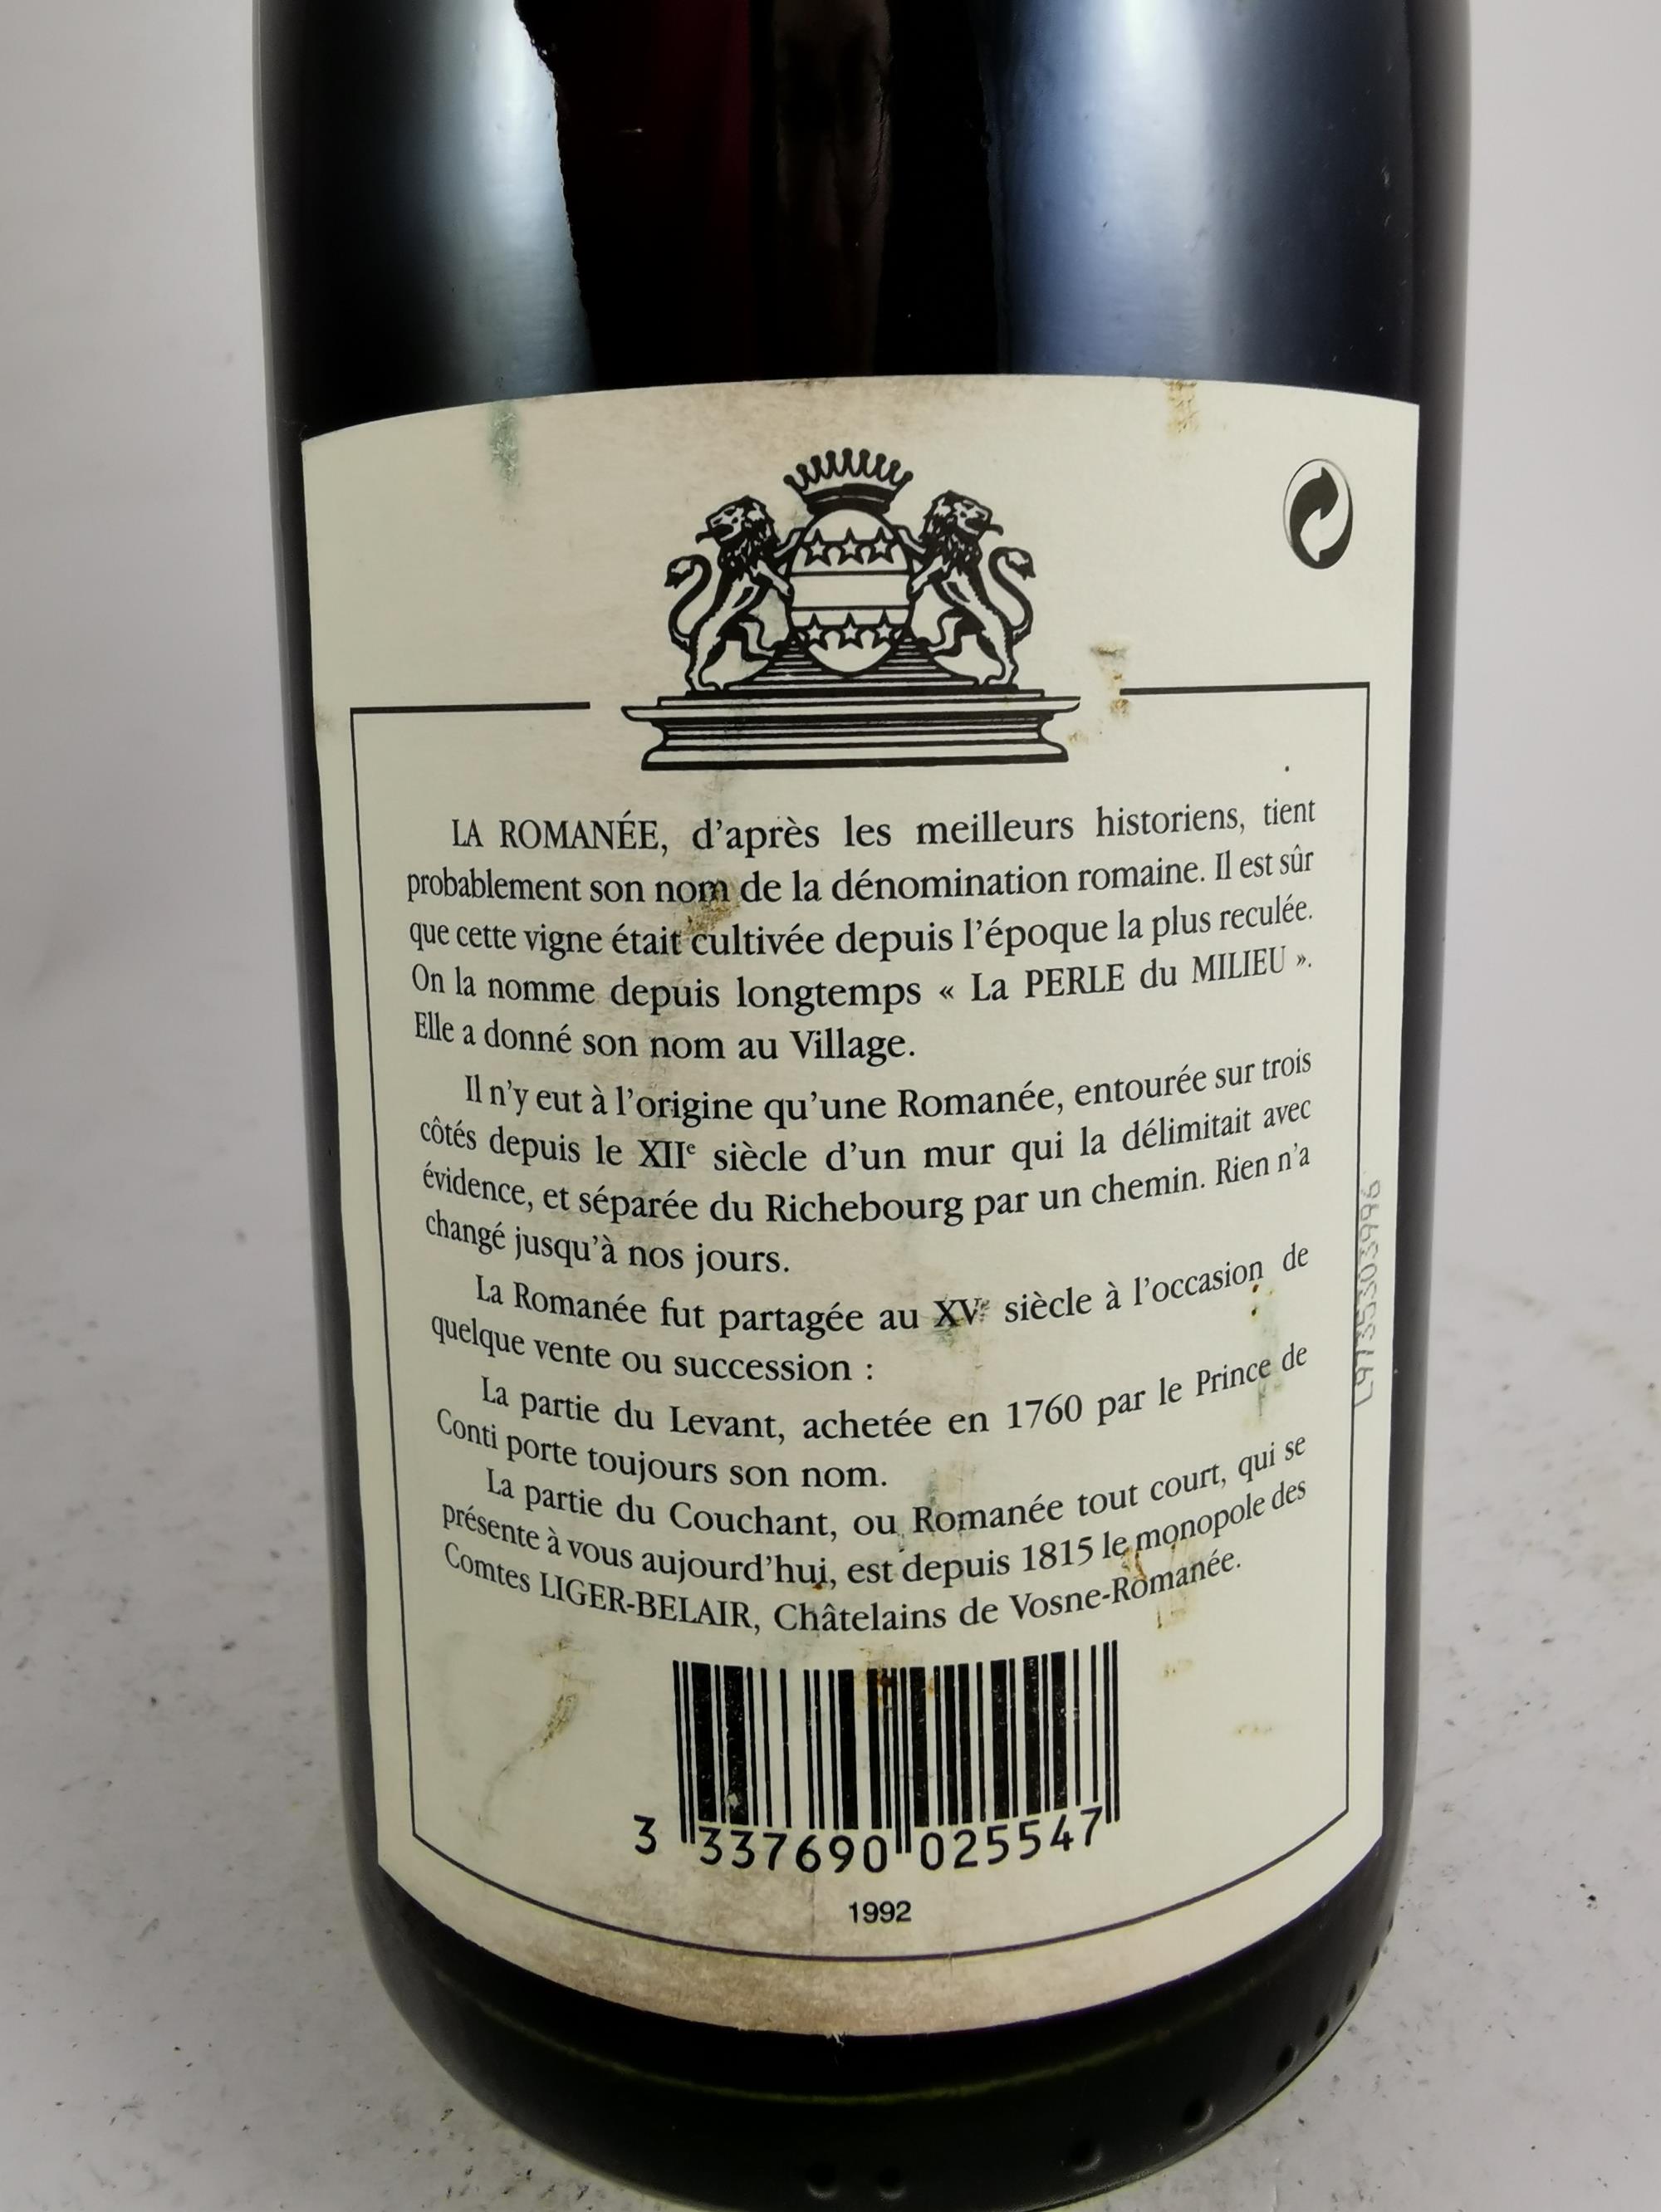 LA ROMANÉE, d'après les meilleurs historiens, tient
probablement son nom de la dénomination romaine. Il est sûr
que cette vigne était cultivée depuis l'époque la plus reculée.
On la nomme depuis longtemps « La PERLE du MILIEU ».
Elle a donné son nom au Village.
Il n'y eut à l'origine qu'une Romanée, entourée sur trois
côtés depuis le XIIe siècle d'un mur qui la délimitait avec
évidence, et séparée du Richebourg par un chemin. Rien n'a
changé jusqu'à nos jours.
La Romanée fut partagée au XVe siècle à l'occasion de
quelque vente ou succession :
La partie du Levant, achetée en 1760 par le Prince de
Conti porte toujours son nom.
La partie du Couchant, ou Romanée tout court, qui se
présente à vous aujourd'hui, est depuis 1815 le monopole des
Comtes LIGER-BELAIR, Châtelains de Vosne-Romanée.
3 337690 025547
1992